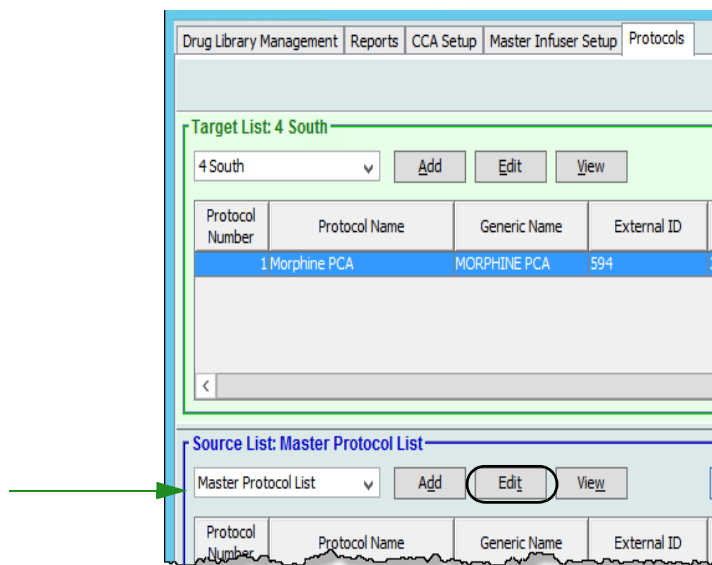 Drug Library Management Reports CCA Setup Master Infuser Setup Protocols
Target List: 4 South
4 South Add Edit View
Protocol Number Protocol Name Generic Name External ID
1 Morphine PCA MORPHINE PCA 594
Source List: Master Protocol List
Master Protocol List Add Edit View
Protocol Number Protocol Name Generic Name External ID